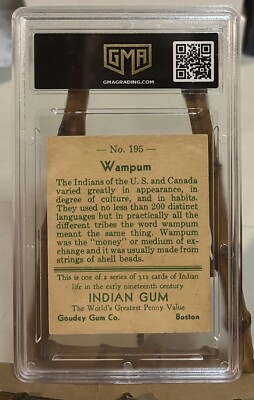 GMA
GMAGRADING.COM
— No. 195 —
Wampum
The Indians of the U. S. and Canada
varied greatly in appearance, in
degree of culture, and in habits.
They used no less than 200 distinct
languages but in practically all the
different tribes the word wampum
meant the same thing. Wampum
was the "money" or medium of ex-
change and it was usually made from
strings of shell beads.
This is one of a series of 312 cards of Indian
life in the early nineteenth century
INDIAN GUM
The World's Greatest Penny Value
Goudey Gum Co. Boston